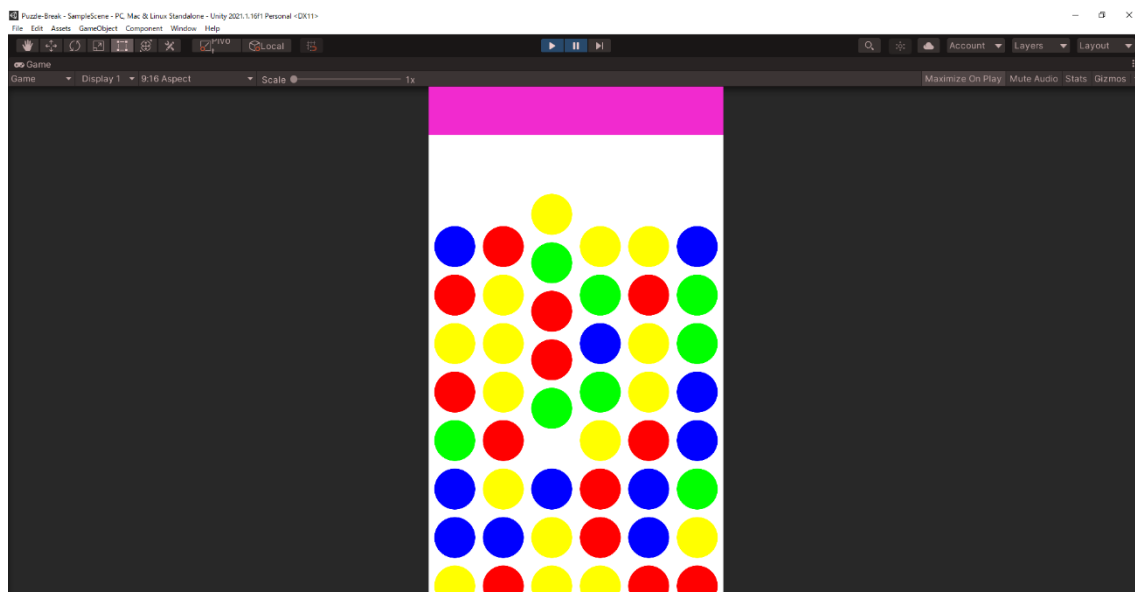 Puzzle-Break - SampleScene - PC, Mac & Linux Standalone - Unity 2021.1.16f1 Personal <DX11>
File Edit Assets GameObject Component Window Help
Local Account Layers Layout
Game
Game Display 1 9:16 Aspect Scale 1x Maximize On Play Mute Audio Stats Gizmos